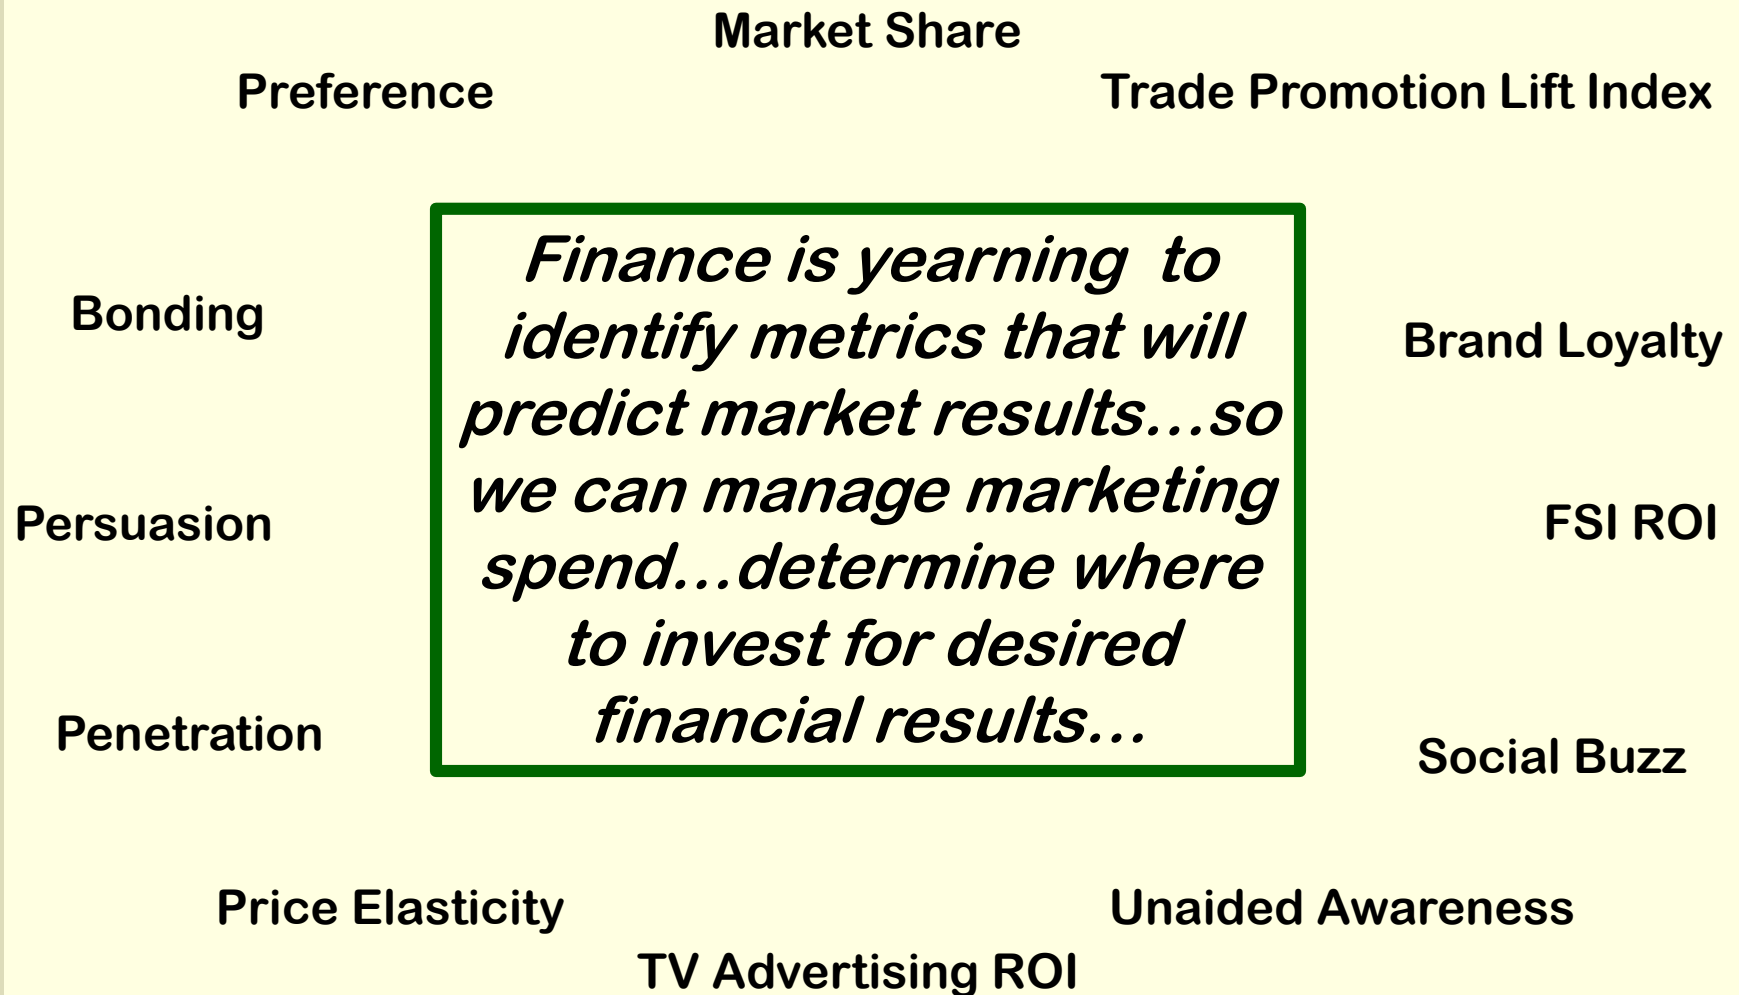 Market Share
Preference
Trade Promotion Lift Index
Finance is yearning  to
identify metrics that will
predict market results…so
we can manage marketing
spend…determine where
to invest for desired
financial results…
Bonding
Brand Loyalty
Persuasion
FSI ROI
Penetration
Social Buzz
Price Elasticity
Unaided Awareness
TV Advertising ROI